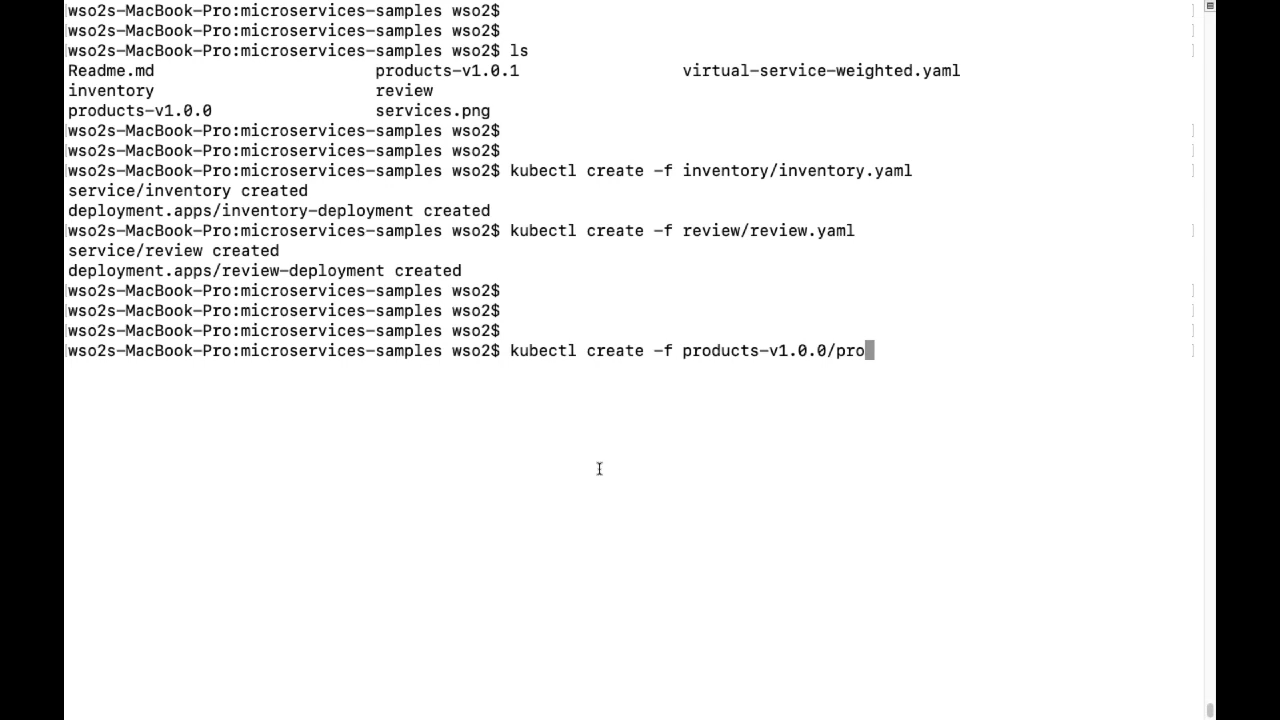 wso2s-MacBook-Pro:microservices-samples wso2$
wso2s-MacBook-Pro:microservices-samples wso2$
wso2s-MacBook-Pro:microservices-samples wso2$ ls
Readme.md products-v1.0.1 virtual-service-weighted.yaml
inventory review
products-v1.0.0 services.png
wso2s-MacBook-Pro:microservices-samples wso2$
wso2s-MacBook-Pro:microservices-samples wso2$
wso2s-MacBook-Pro:microservices-samples wso2$ kubectl create -f inventory/inventory.yaml
service/inventory created
deployment.apps/inventory-deployment created
wso2s-MacBook-Pro:microservices-samples wso2$ kubectl create -f review/review.yaml
service/review created
deployment.apps/review-deployment created
wso2s-MacBook-Pro:microservices-samples wso2$
wso2s-MacBook-Pro:microservices-samples wso2$
wso2s-MacBook-Pro:microservices-samples wso2$
wso2s-MacBook-Pro:microservices-samples wso2$ kubectl create -f products-v1.0.0/pro